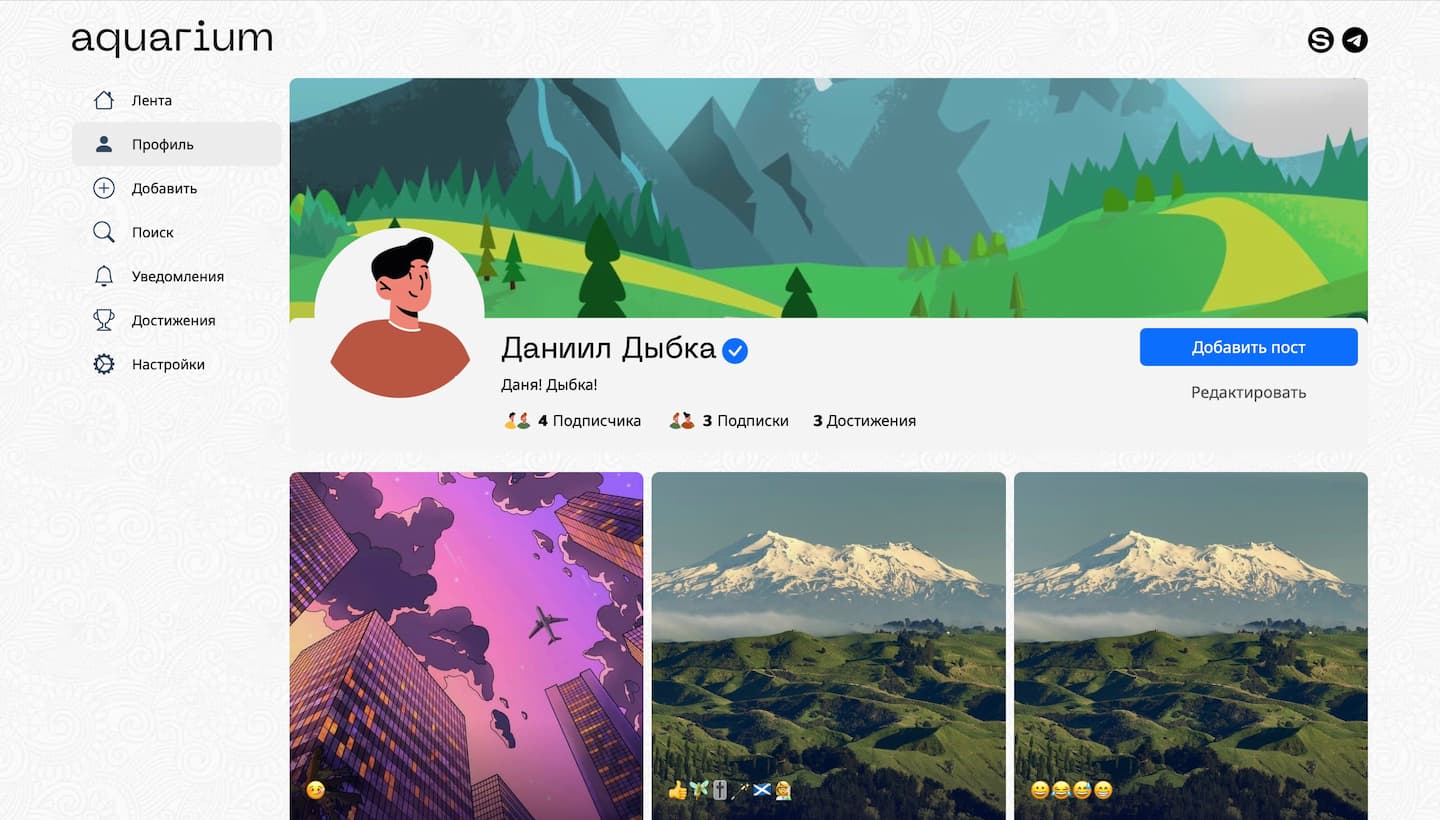 aquarium
Лента
Профиль
Добавить
Поиск
Уведомления
Достижения
Настройки
Даниил Дыбка
Даня! Дыбка!
4 Подписчика 3 Подписки 3 Достижения
Добавить пост
Редактировать